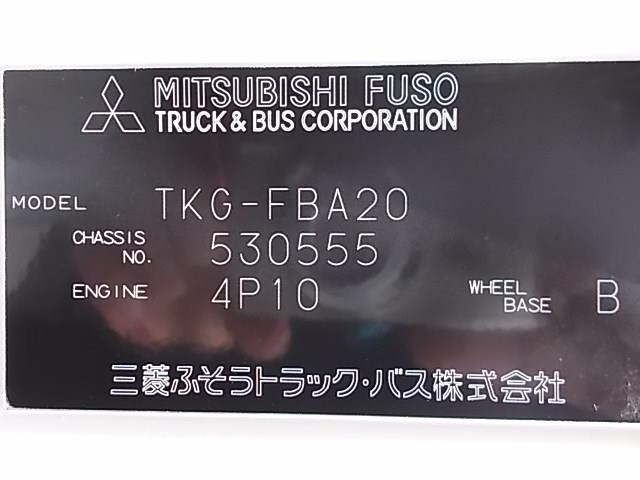 MITSUBISHI FUSO
TRUCK & BUS CORPORATION
MODEL TKG-FBA20
CHASSIS NO. 530555
ENGINE 4P10 WHEEL BASE B
三菱ふそうトラック・バス株式会社